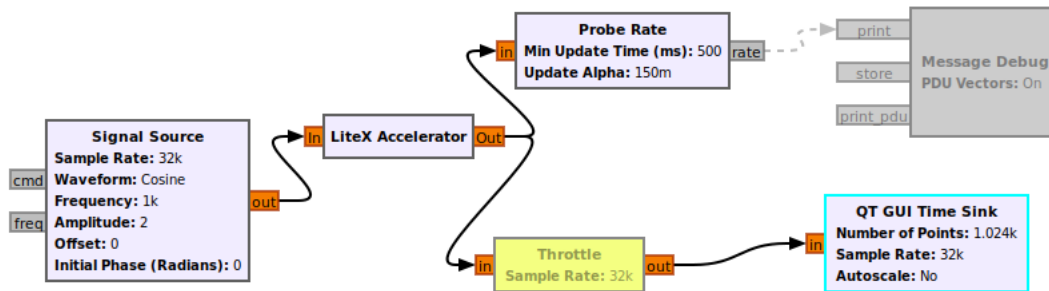 Signal Source
Sample Rate: 32k
Waveform: Cosine
Frequency: 1k
Amplitude: 2
Offset: 0
Initial Phase (Radians): 0
cmd
freq
out
In
LiteX Accelerator
Out
in
Probe Rate
Min Update Time (ms): 500
Update Alpha: 150m
rate
print
store
print_pdu
Message Debug
PDU Vectors: On
in
Throttle
Sample Rate: 32k
out
in
QT GUI Time Sink
Number of Points: 1.024k
Sample Rate: 32k
Autoscale: No